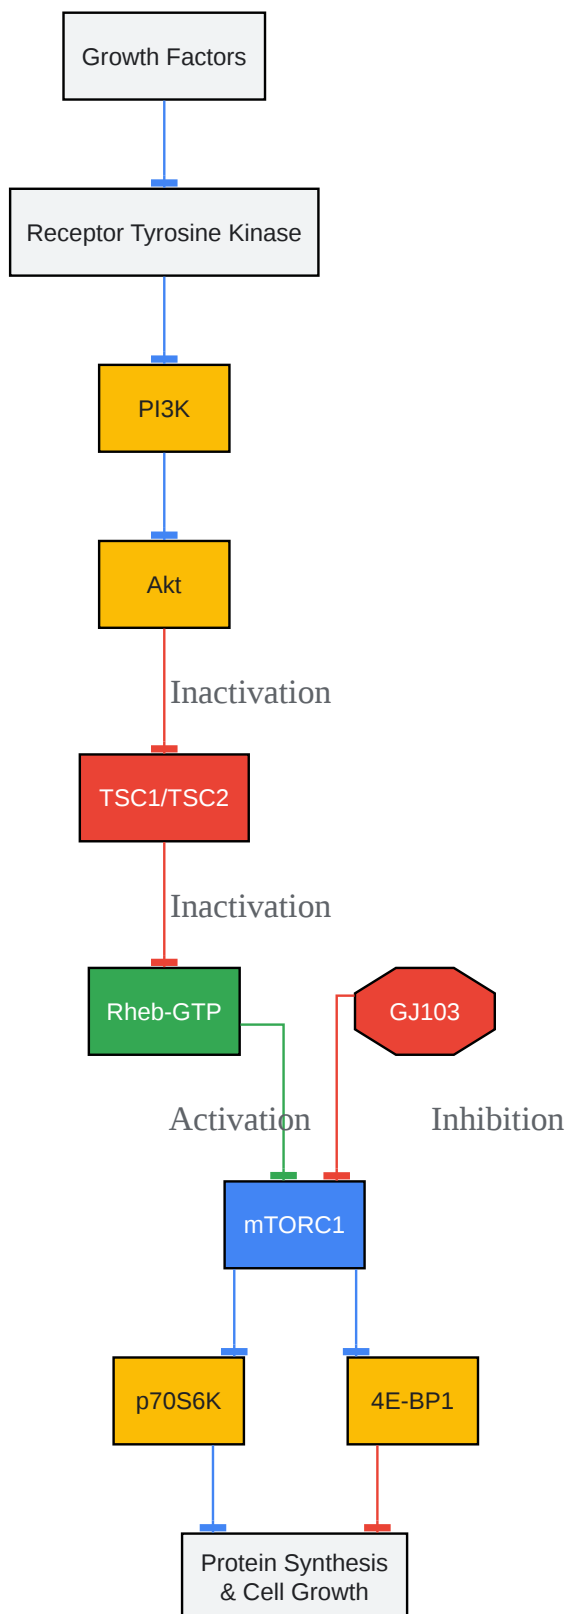 Growth Factors
Receptor Tyrosine Kinase
PI3K
Akt
Inactivation
TSC1/TSC2
Inactivation
Rheb-GTP
GJ103
Activation
Inhibition
mTORC1
p70S6K
4E-BP1
Protein Synthesis
& Cell Growth